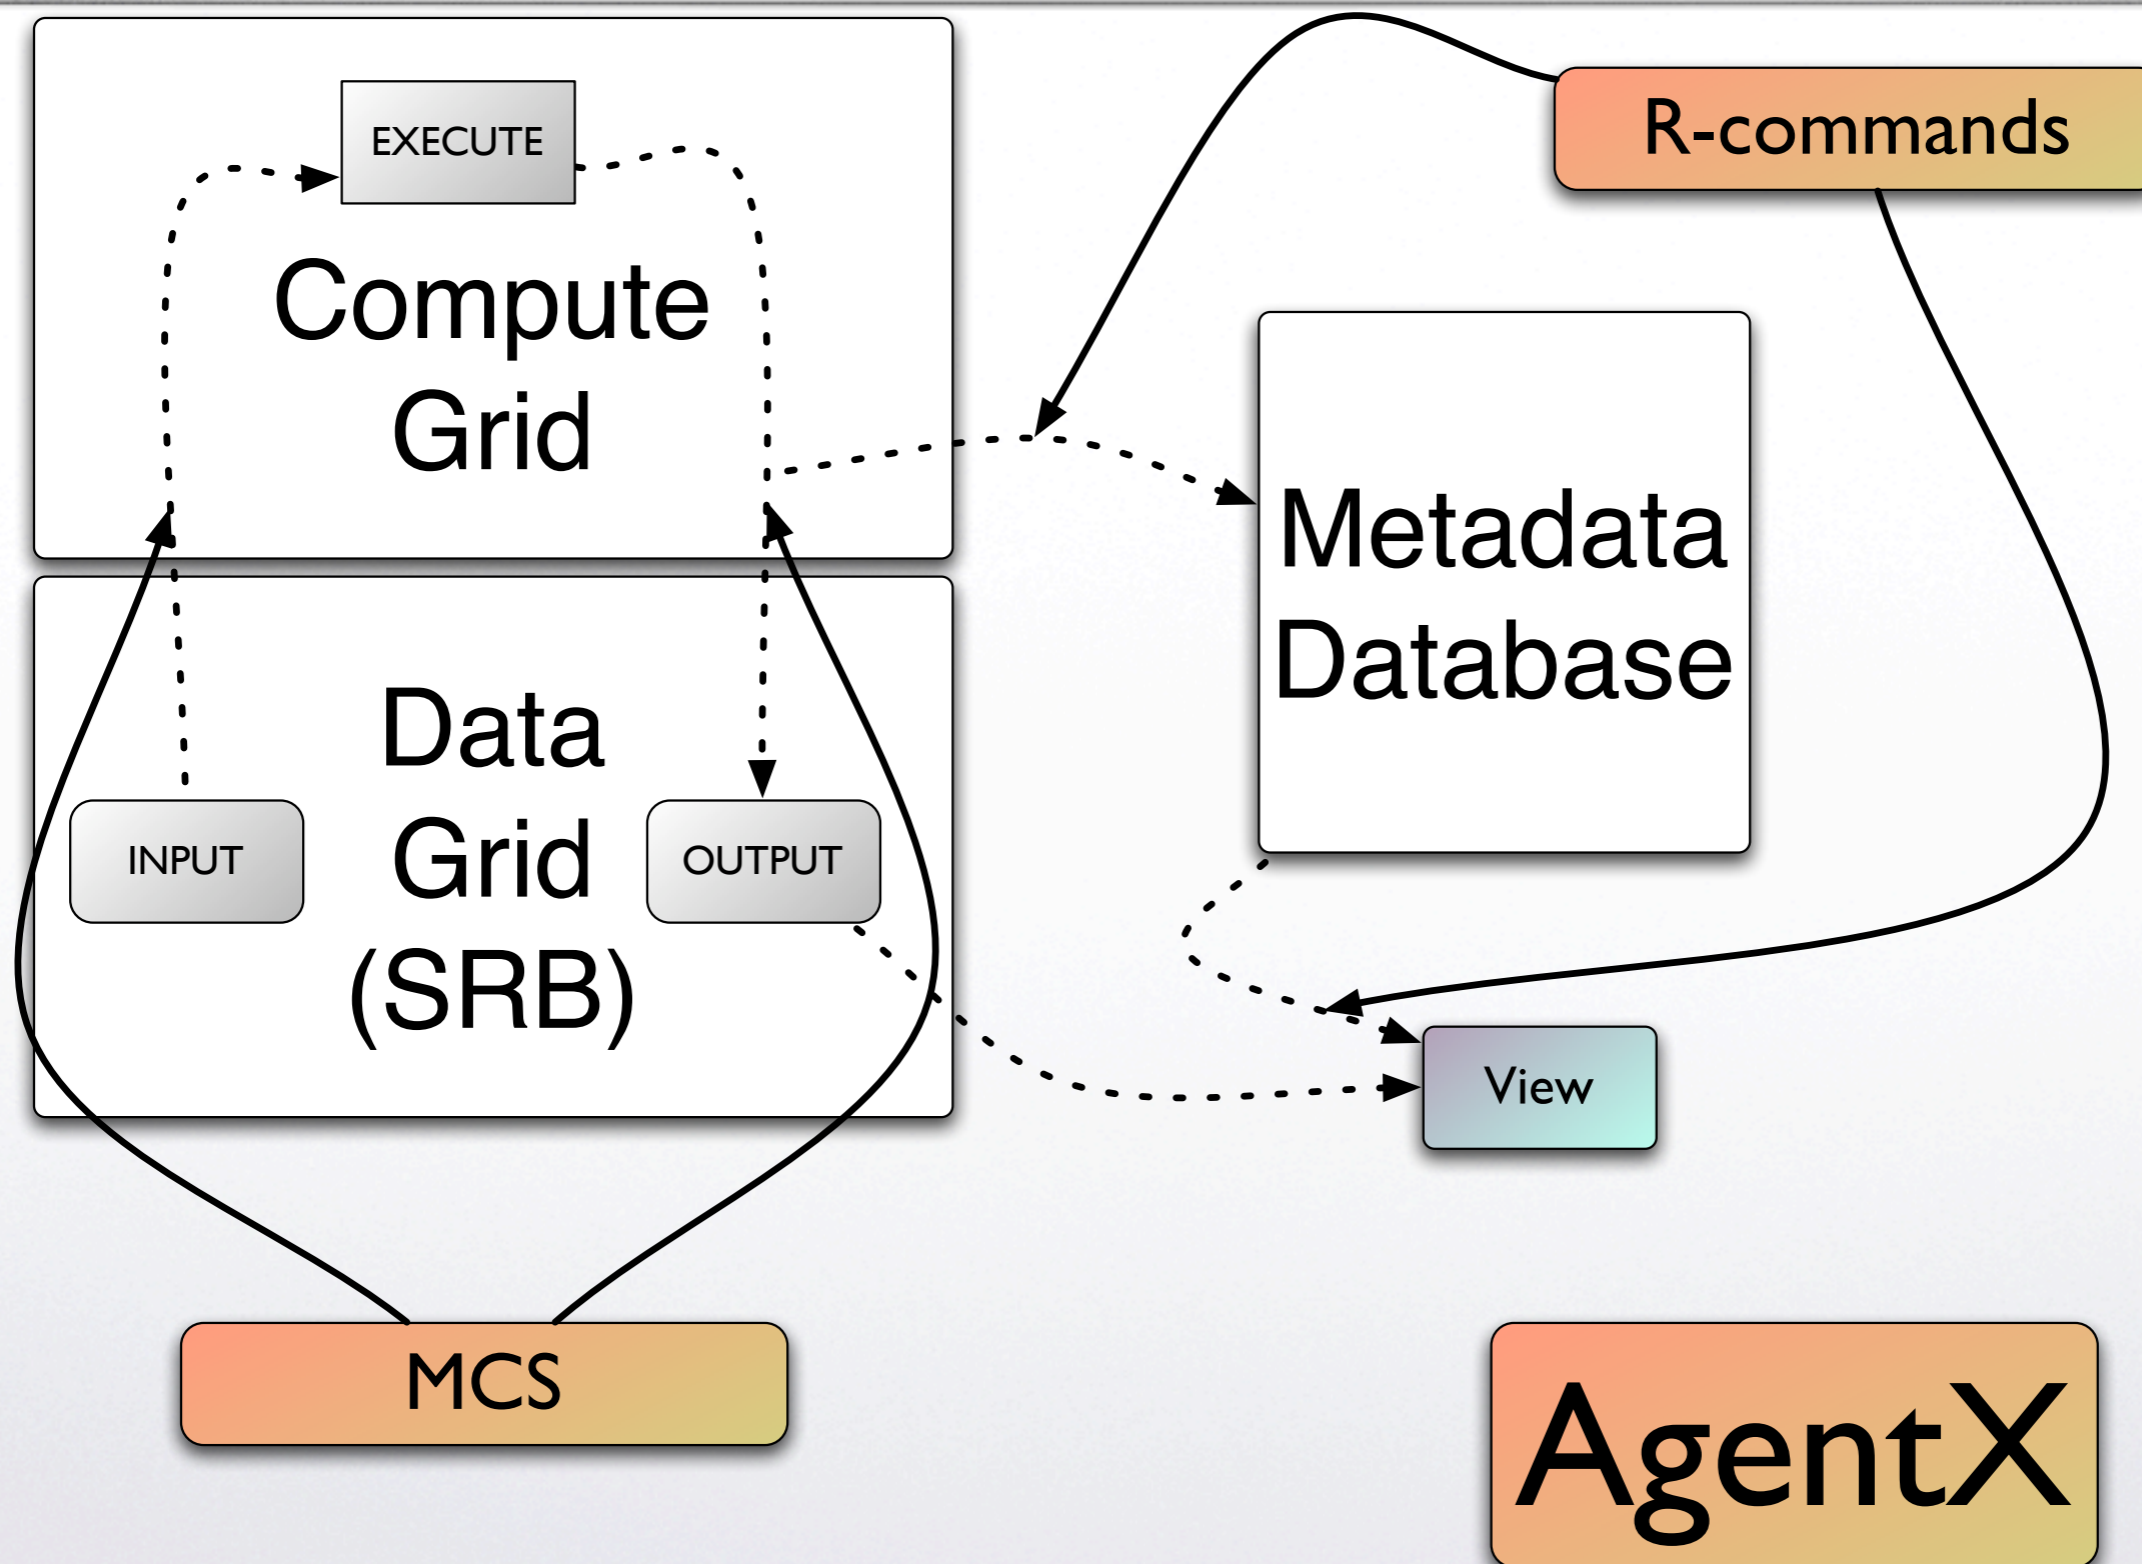 EXECUTE
R-commands
Compute
Grid
Metadata
Database
Data
Grid
(SRB)
INPUT
OUTPUT
View
MCS
AgentX